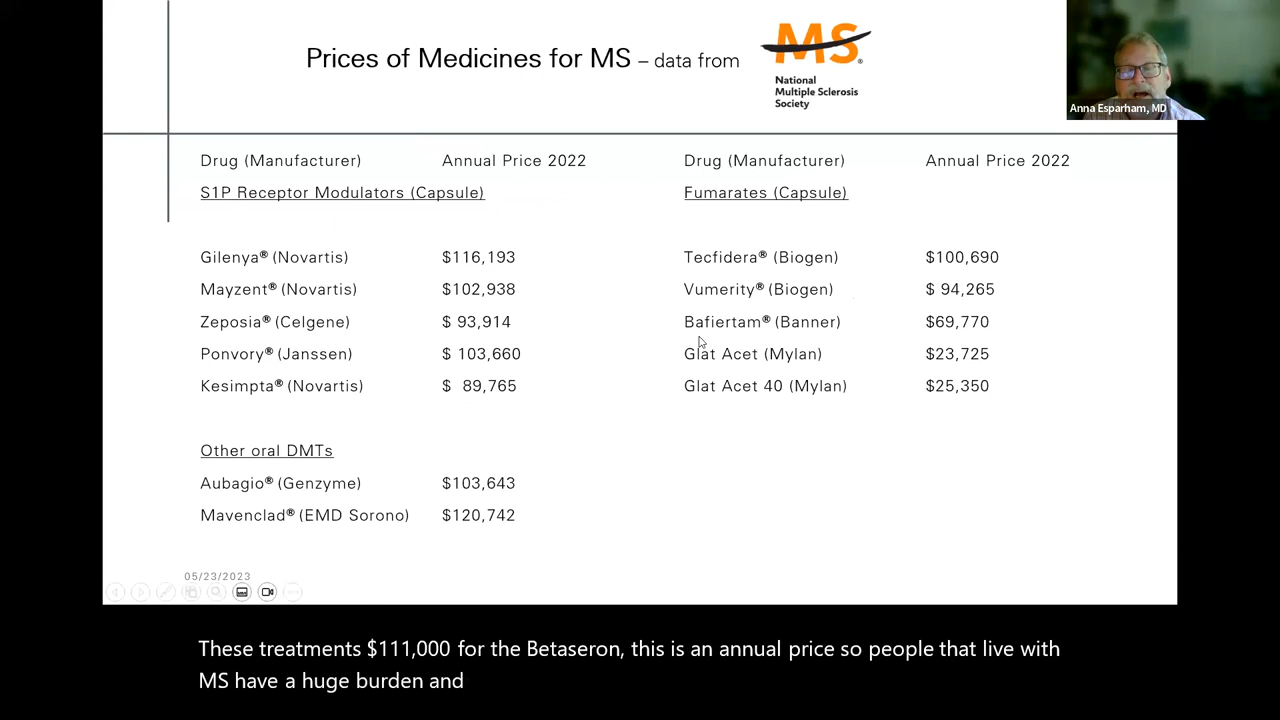 Prices of Medicines for MS – data from
MS®
National
Multiple Sclerosis
Society
Anna Esparham, MD
Drug (Manufacturer) Annual Price 2022
S1P Receptor Modulators (Capsule)
Gilenya® (Novartis) $116,193
Mayzent® (Novartis) $102,938
Zeposia® (Celgene) $ 93,914
Ponvory® (Janssen) $ 103,660
Kesimpta® (Novartis) $ 89,765
Other oral DMTs
Aubagio® (Genzyme) $103,643
Mavenclad® (EMD Sorono) $120,742
Drug (Manufacturer) Annual Price 2022
Fumarates (Capsule)
Tecfidera® (Biogen) $100,690
Vumerity® (Biogen) $ 94,265
Bafiertam® (Banner) $69,770
Glat Acet (Mylan) $23,725
Glat Acet 40 (Mylan) $25,350
05/23/2023
These treatments $111,000 for the Betaseron, this is an annual price so people that live with
MS have a huge burden and